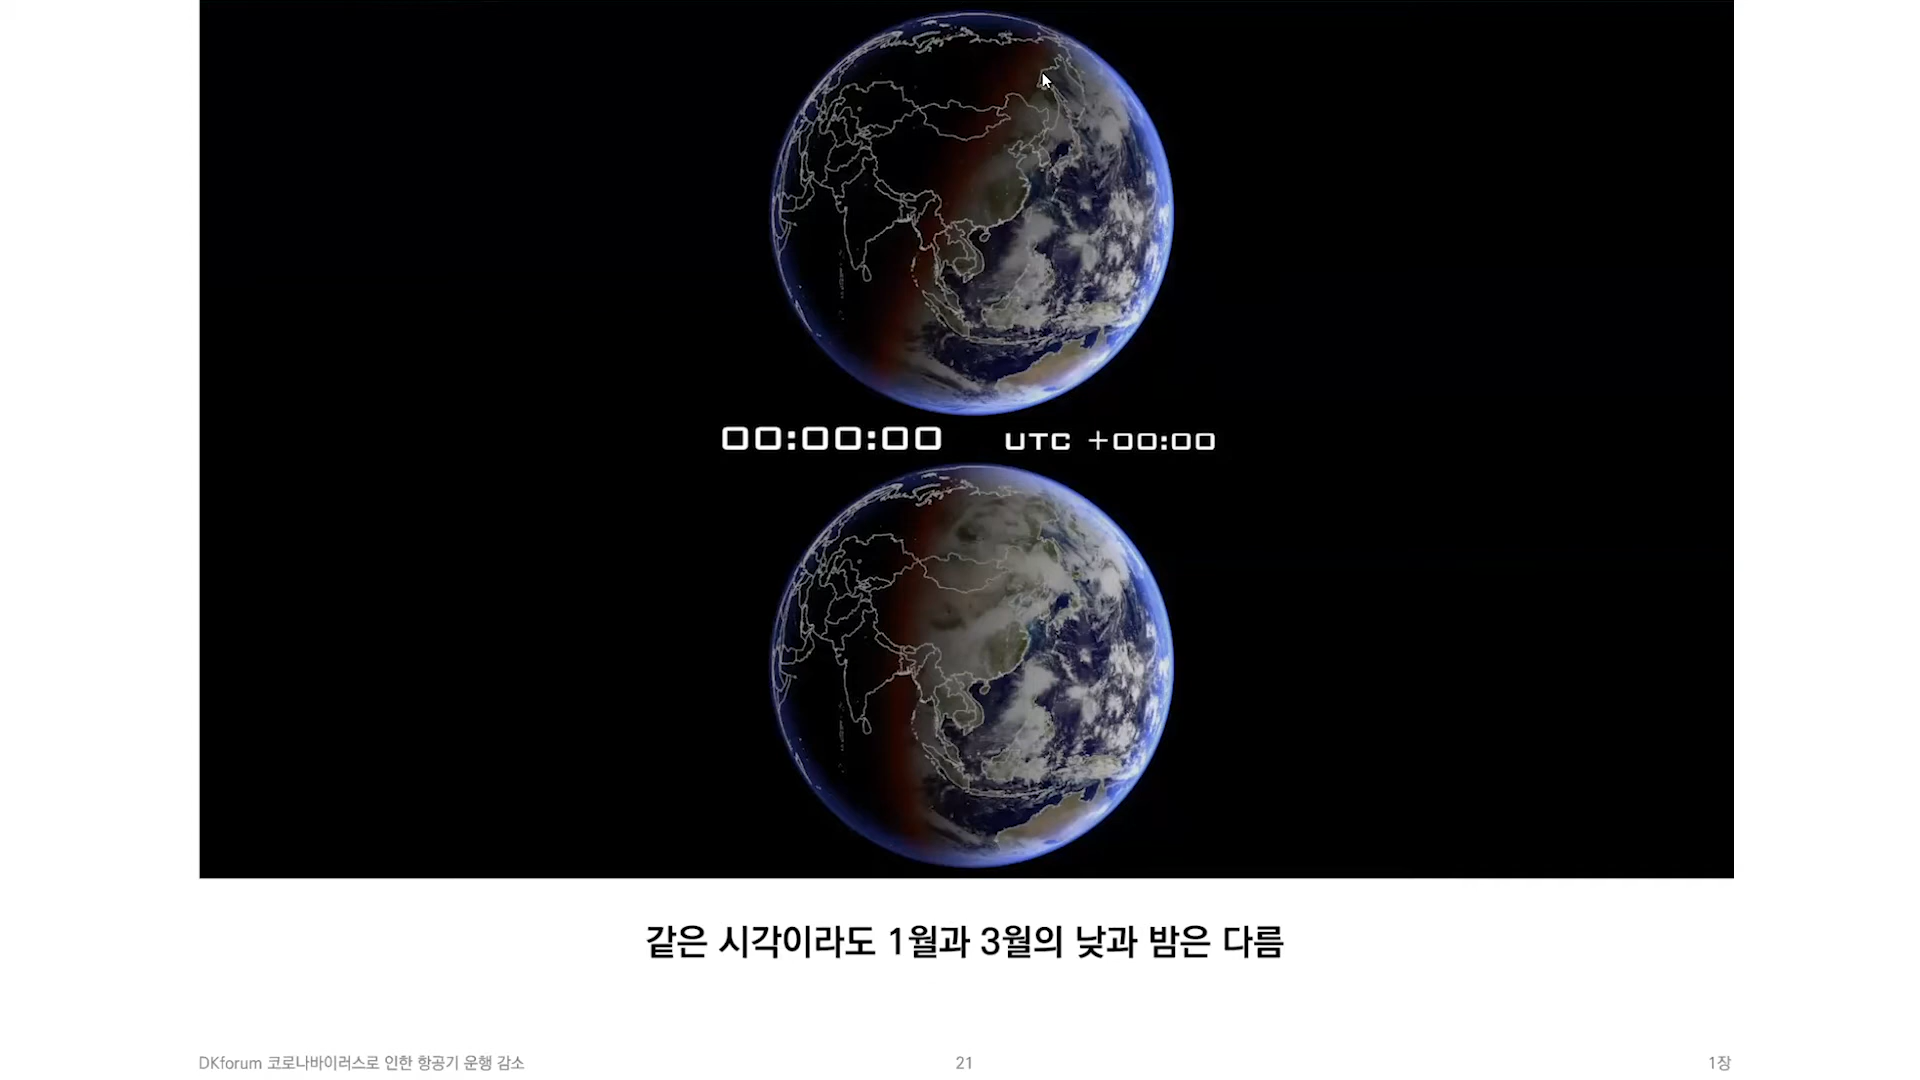 00:00:00 UTC +00:00
같은 시각이라도 1월과 3월의 낮과 밤은 다름
DKforum 코로나바이러스로 인한 항공기 운행 감소
21
1장